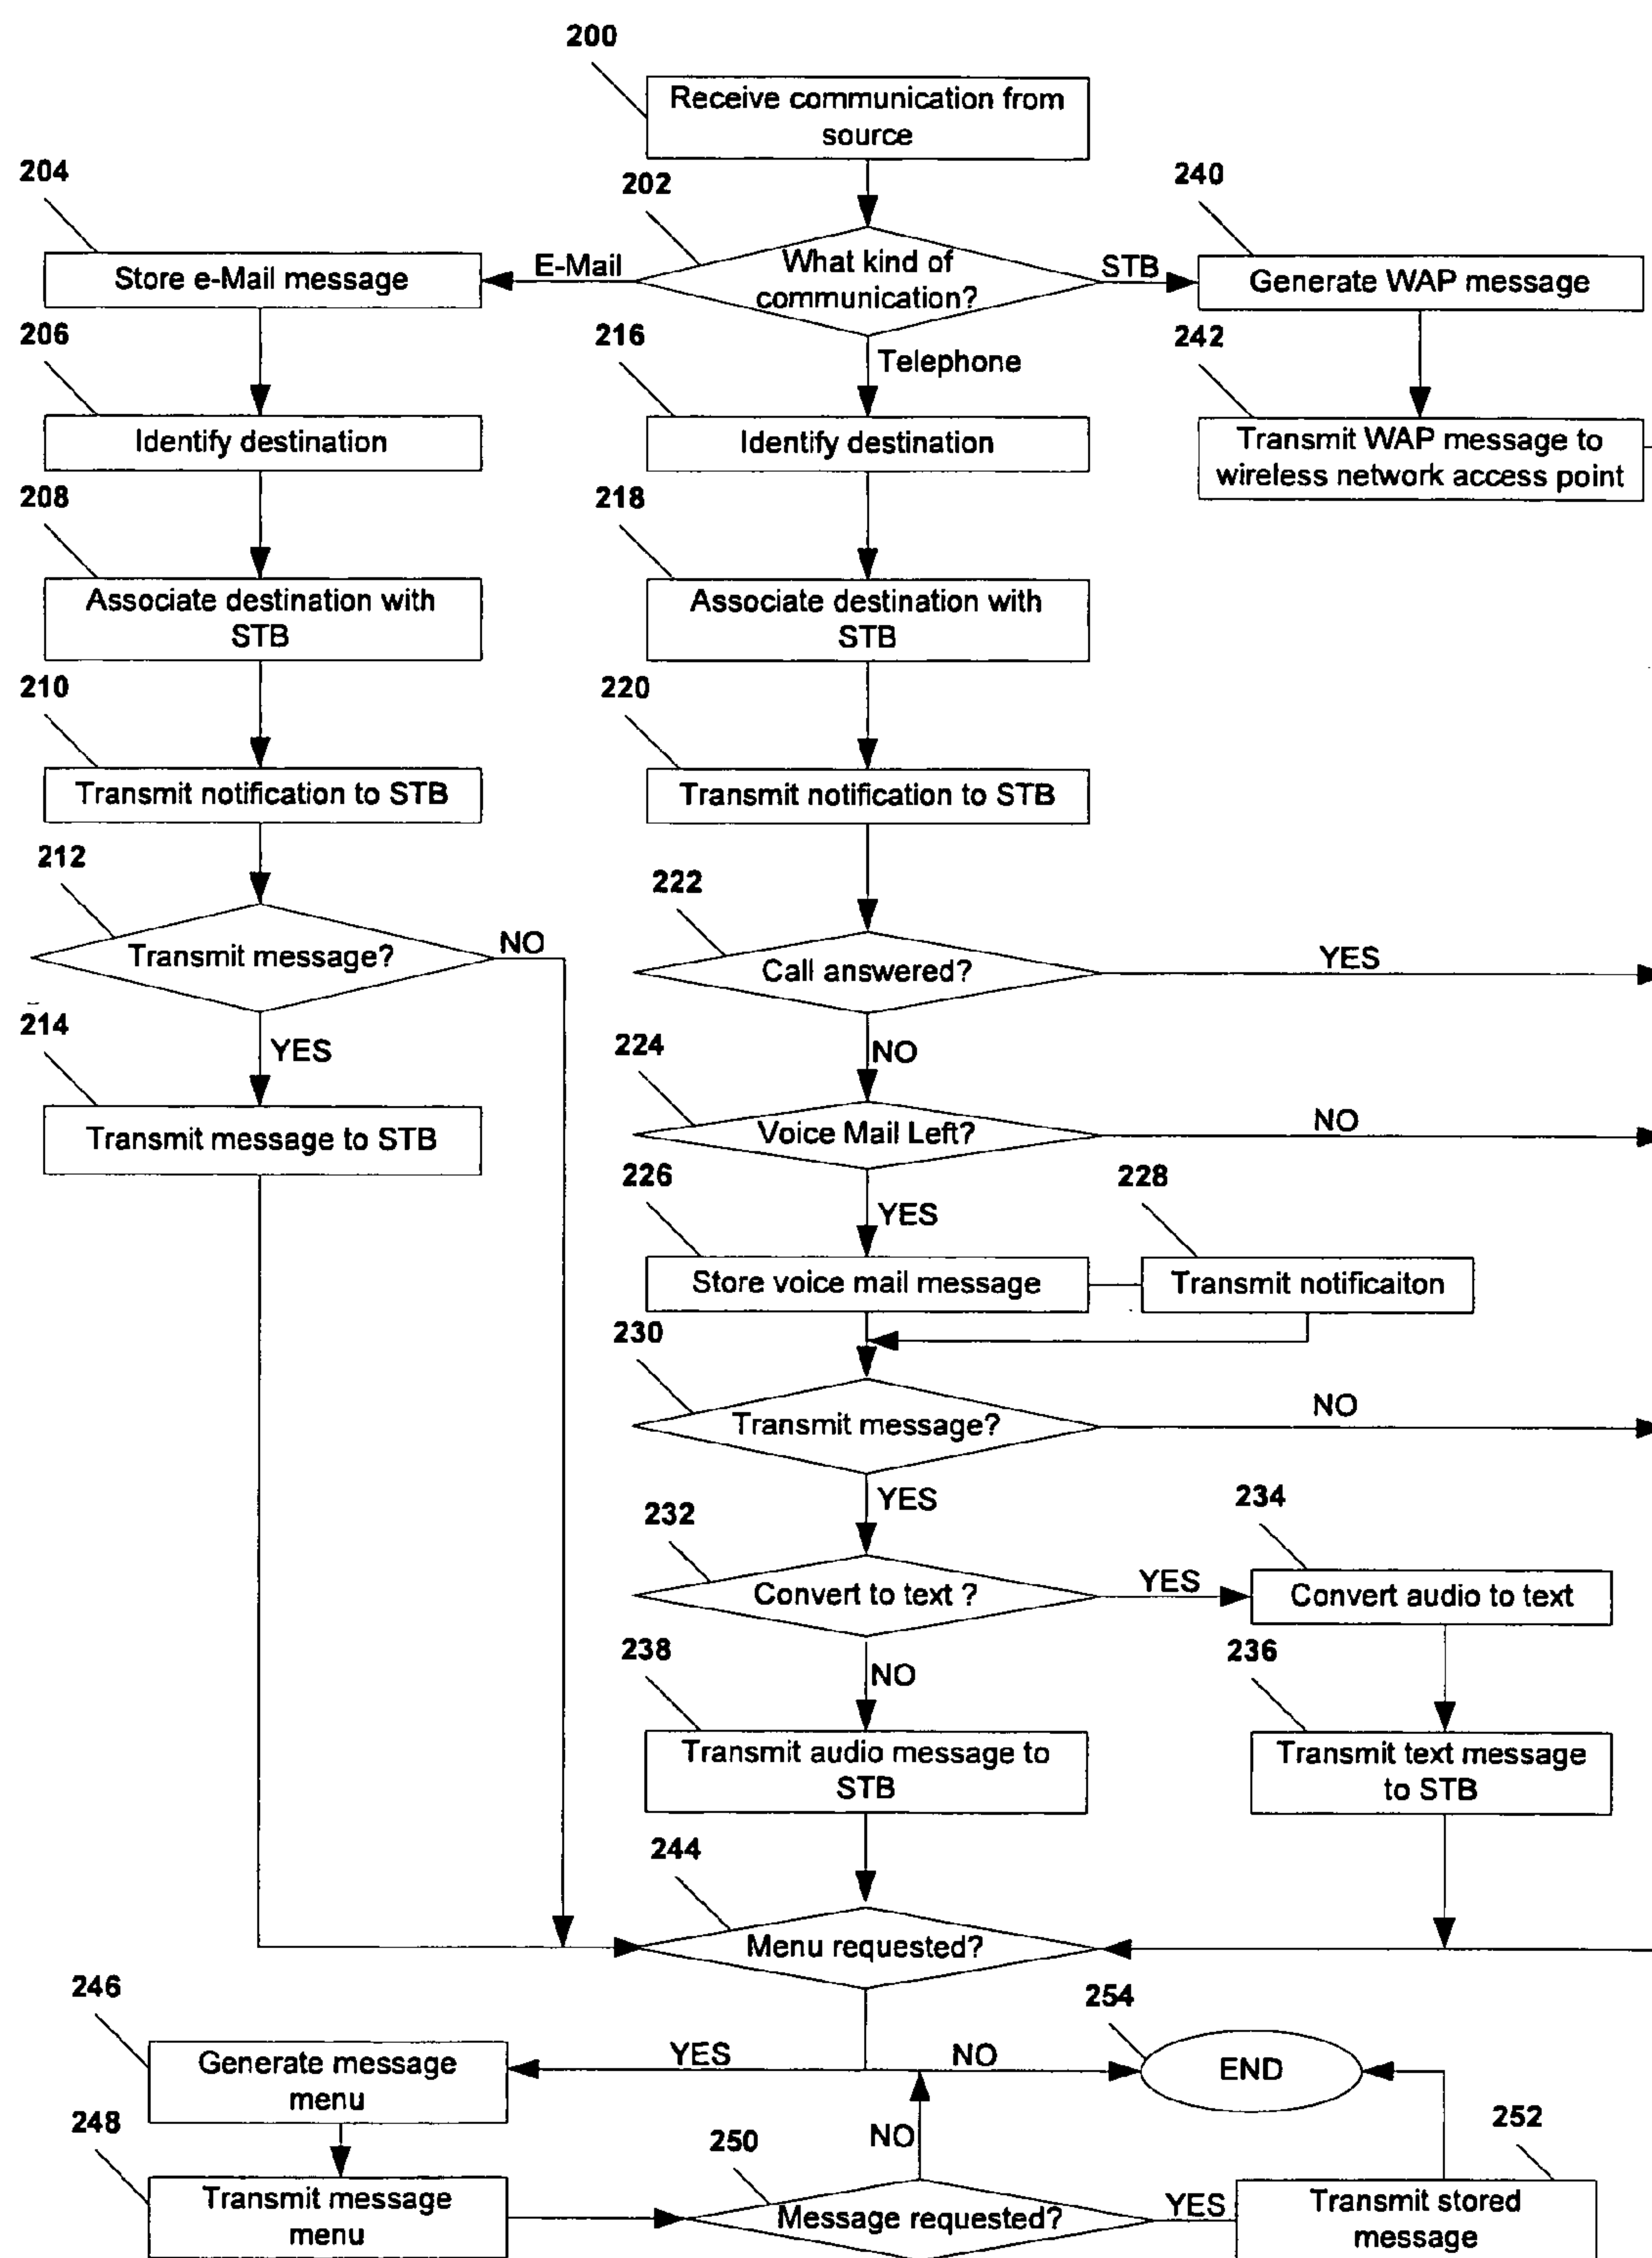 200
Receive communication from
source
204
202
240
Store e-Mail message
E-Mail
What kind of
communication?
STB
Generate WAP message
206
216
242
Telephone
Identify destination
Identify destination
Transmit WAP message to
wireless network access point
208
218
Associate destination with
STB
Associate destination with
STB
210
220
Transmit notification to STB
Transmit notification to STB
212
222
Transmit message?
NO
Call answered?
YES
214
YES
224
NO
Transmit message to STB
Voice Mail Left?
NO
226
228
YES
Store voice mail message
Transmit notificaiton
230
Transmit message?
NO
YES
232
234
Convert to text ?
YES
Convert audio to text
238
236
NO
Transmit audio message to
STB
Transmit text message
to STB
244
Menu requested?
246
254
Generate message
menu
YES
NO
END
248
250
NO
252
Transmit message
menu
Message requested?
YES
Transmit stored
message